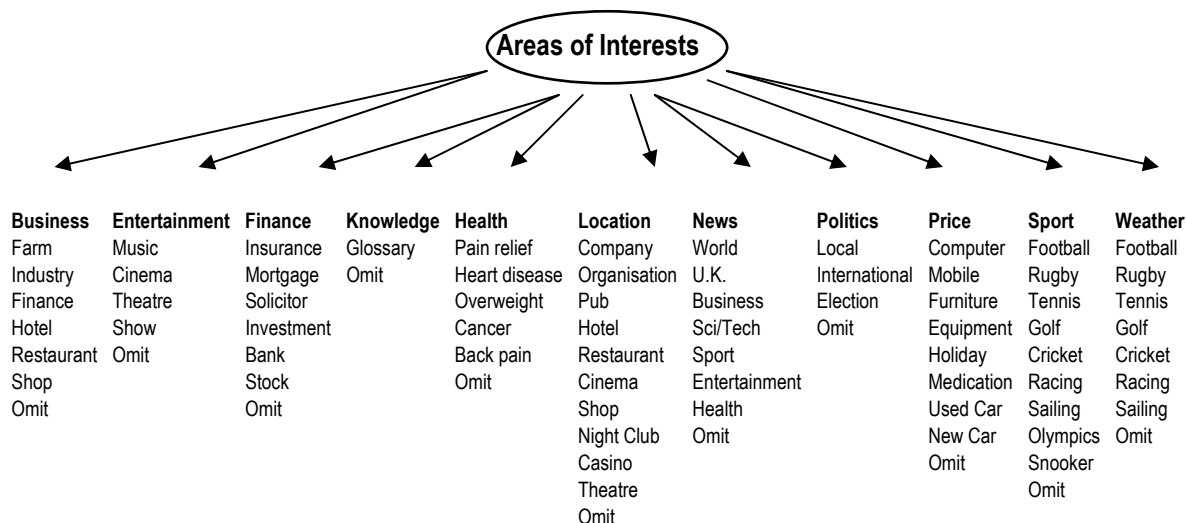 Areas of Interests
Business
Farm
Industry
Finance
Hotel
Restaurant
Shop
Omit
Entertainment
Music
Cinema
Theatre
Show
Omit
Finance
Insurance
Mortgage
Solicitor
Investment
Bank
Stock
Omit
Knowledge
Glossary
Omit
Health
Pain relief
Heart disease
Overweight
Cancer
Back pain
Omit
Location
Company
Organisation
Pub
Hotel
Restaurant
Cinema
Shop
Night Club
Casino
Theatre
Omit
News
World
U.K.
Business
Sci/Tech
Sport
Entertainment
Health
Omit
Politics
Local
International
Election
Omit
Price
Computer
Mobile
Furniture
Equipment
Holiday
Medication
Used Car
New Car
Omit
Sport
Football
Rugby
Tennis
Golf
Cricket
Racing
Sailing
Olympics
Snooker
Omit
Weather
Football
Rugby
Tennis
Golf
Cricket
Racing
Sailing
Omit